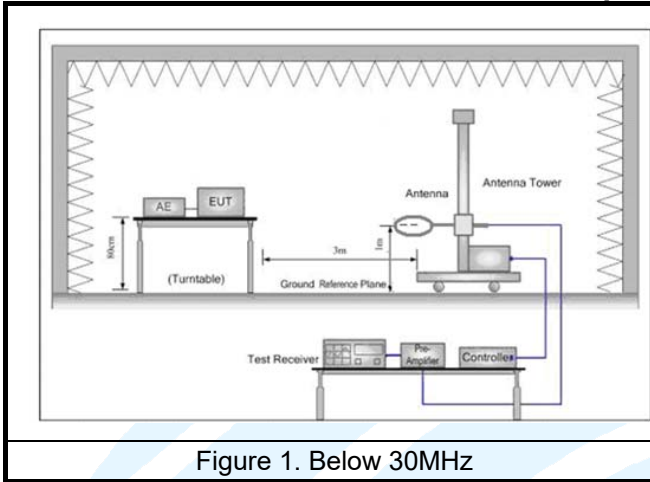 AE
EUT
Antenna
Antenna Tower
80cm
3m
1m
(Turntable)
Ground Reference Plane
Test Receiver
Pre-
Amplifier
Controller
Figure 1. Below 30MHz